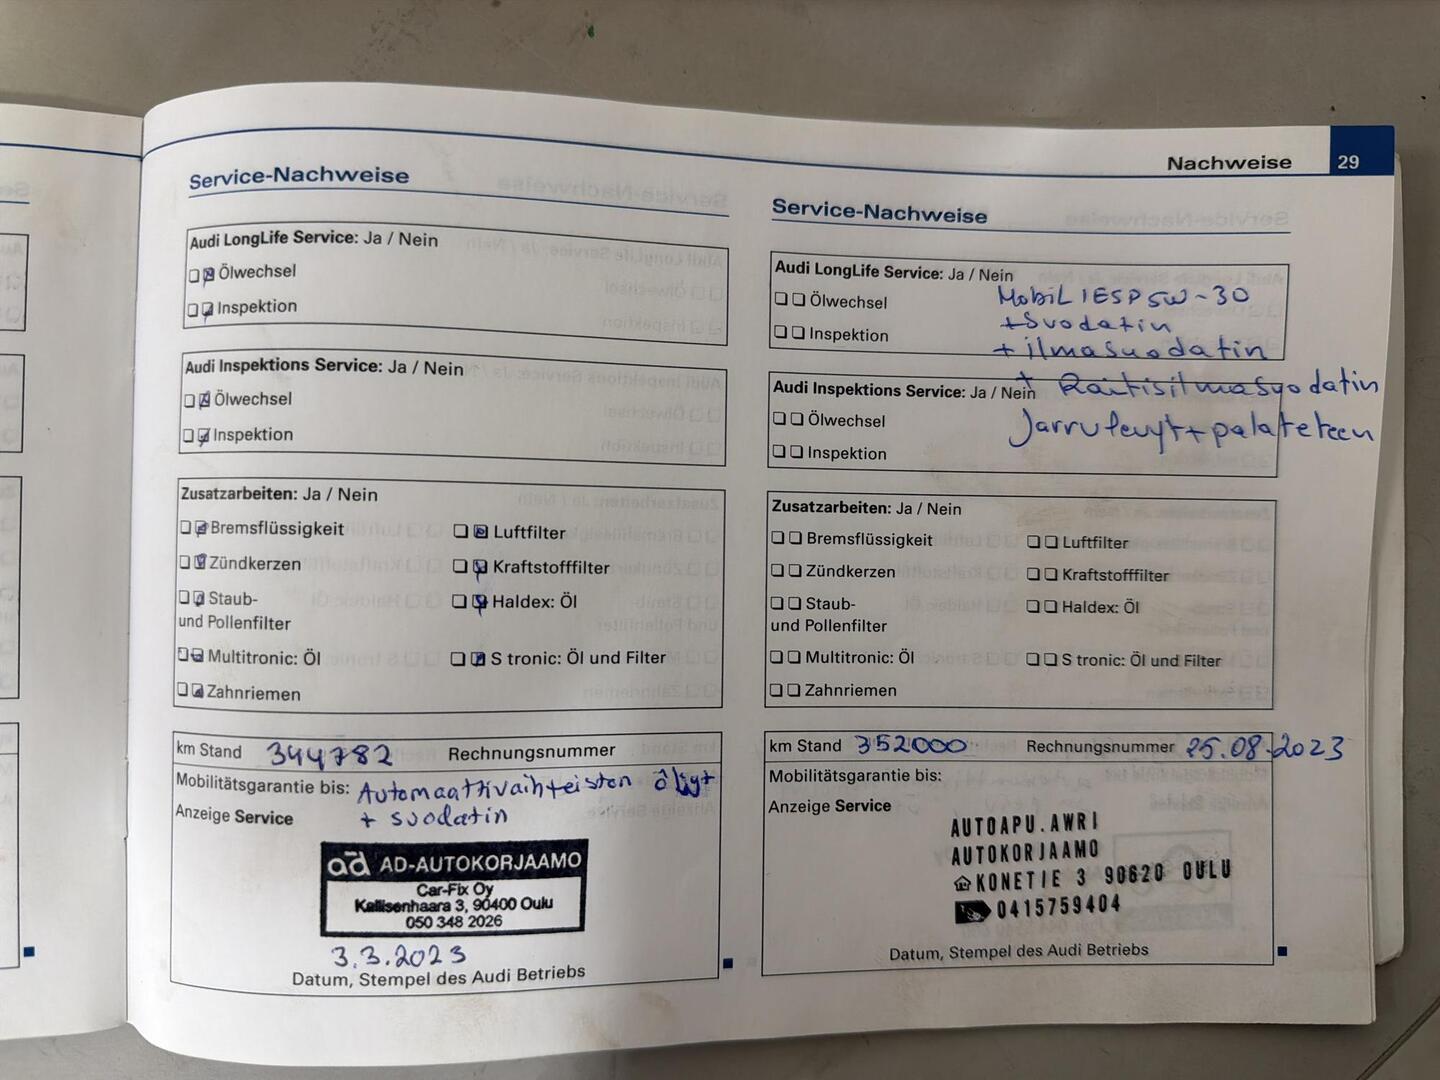 Nachweise 29
Service-Nachweise
Audi LongLife Service: Ja / Nein
Ölwechsel
Inspektion
Audi Inspektions Service: Ja / Nein
Ölwechsel
Inspektion
Zusatzarbeiten: Ja / Nein
Bremsflüssigkeit Luftfilter
Zündkerzen Kraftstofffilter
Staub- Haldex: Öl
und Pollenfilter
Multitronic: Öl S tronic: Öl und Filter
Zahnriemen
km Stand 344782 Rechnungsnummer
Mobilitätsgarantie bis: Automaattivaihteiston öljyt
Anzeige Service + suodatin
ad AD-AUTOKORJAAMO
Car-Fix Oy
Kallisenhaara 3, 90400 Oulu
050 348 2026
3.3.2023
Datum, Stempel des Audi Betriebs
Service-Nachweise
Audi LongLife Service: Ja / Nein
Ölwechsel MobiL 1 ESP 5W-30
+ Suodatin
Inspektion
+ ilmasuodatin
+ Raitisilmasuodatin
Audi Inspektions Service: Ja / Nein
Ölwechsel Jarrulevyt + palat eteen
Inspektion
Zusatzarbeiten: Ja / Nein
Bremsflüssigkeit Luftfilter
Zündkerzen Kraftstofffilter
Staub- Haldex: Öl
und Pollenfilter
Multitronic: Öl S tronic: Öl und Filter
Zahnriemen
km Stand 352000 Rechnungsnummer 25.08.2023
Mobilitätsgarantie bis:
Anzeige Service
AUTOAPU.AWRI
AUTOKORJAAMO
KONETIE 3 90620 OULU
0415759404
Datum, Stempel des Audi Betriebs